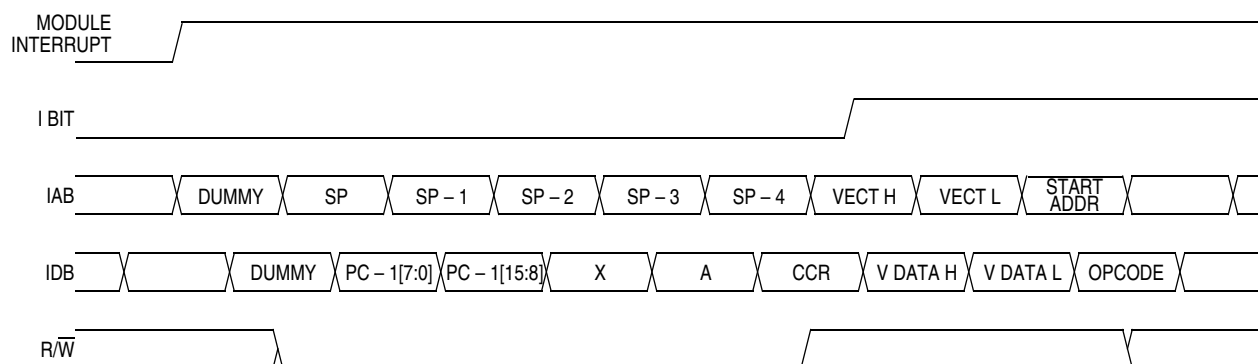 MODULE
INTERRUPT
I BIT
IAB DUMMY SP SP – 1 SP – 2 SP – 3 SP – 4 VECT H VECT L START
ADDR
IDB DUMMY PC – 1[7:0] PC – 1[15:8] X A CCR V DATA H V DATA L OPCODE
R/W̅